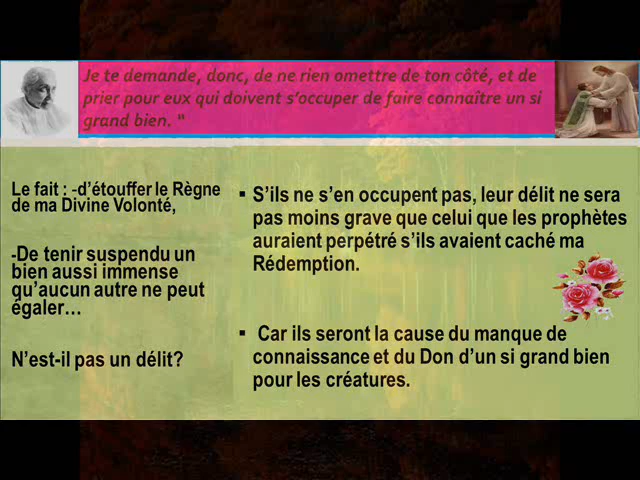 Je te demande, donc, de ne rien omettre de ton côté, et de
prier pour eux qui doivent s’occuper de faire connaître un si
grand bien. “
Le fait : -d’étouffer le Règne
de ma Divine Volonté,
-De tenir suspendu un
bien aussi immense
qu’aucun autre ne peut
égaler…
N’est-il pas un délit?
▪ S’ils ne s’en occupent pas, leur délit ne sera
pas moins grave que celui que les prophètes
auraient perpétré s’ils avaient caché ma
Rédemption.
▪ Car ils seront la cause du manque de
connaissance et du Don d’un si grand bien
pour les créatures.